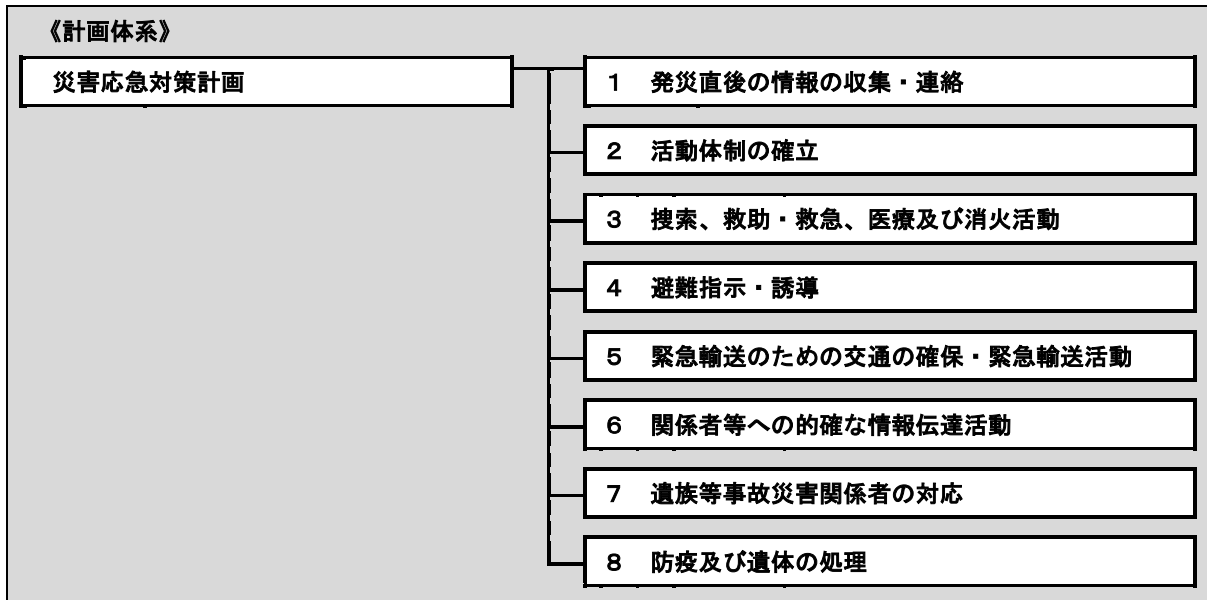 《計画体系》
災害応急対策計画
１　発災直後の情報の収集・連絡
２　活動体制の確立
３　捜索、救助・救急、医療及び消火活動
４　避難指示・誘導
５　緊急輸送のための交通の確保・緊急輸送活動
６　関係者等への的確な情報伝達活動
７　遺族等事故災害関係者の対応
８　防疫及び遺体の処理